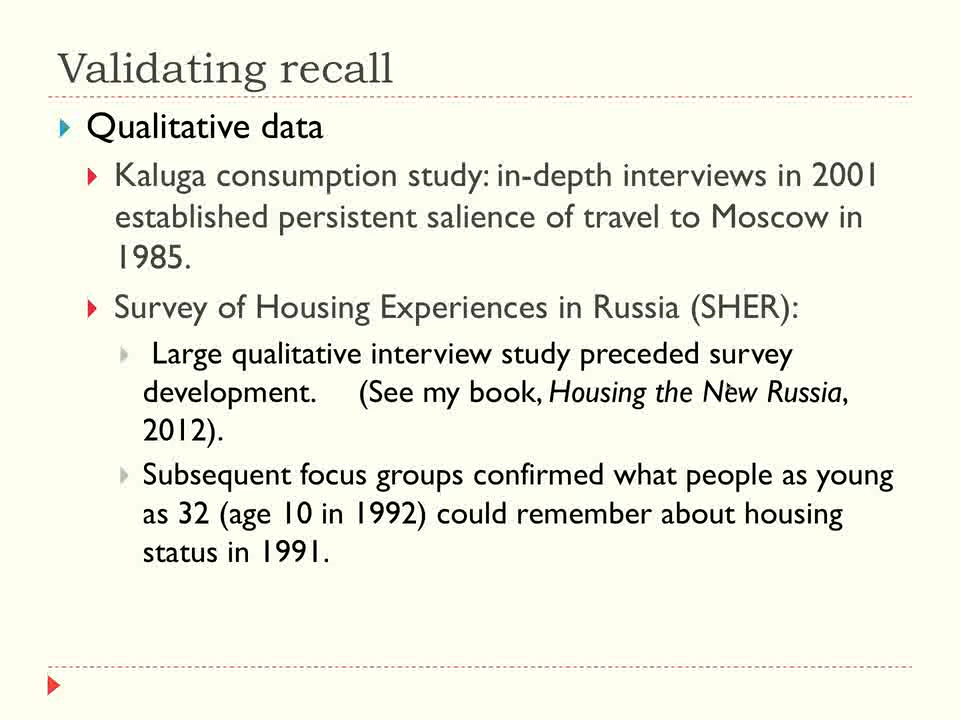 Validating recall
Qualitative data
Kaluga consumption study: in-depth interviews in 2001
established persistent salience of travel to Moscow in
1985.
Survey of Housing Experiences in Russia (SHER):
Large qualitative interview study preceded survey
development. (See my book, Housing the New Russia,
2012).
Subsequent focus groups confirmed what people as young
as 32 (age 10 in 1992) could remember about housing
status in 1991.